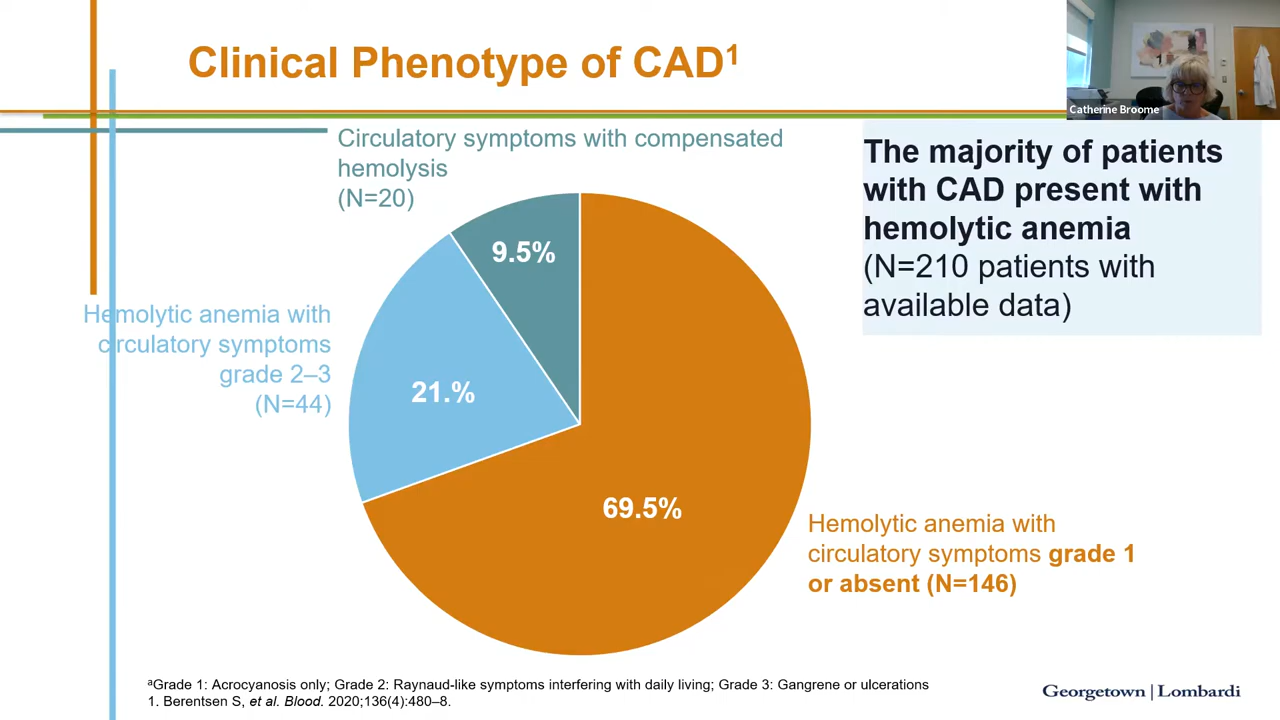 Clinical Phenotype of CAD1
Catherine Broome
Circulatory symptoms with compensated
hemolysis
(N=20)
The majority of patients
with CAD present with
hemolytic anemia
(N=210 patients with
available data)
9.5%
Hemolytic anemia with
circulatory symptoms
grade 2–3
(N=44)
21.%
69.5%
Hemolytic anemia with
circulatory symptoms grade 1
or absent (N=146)
aGrade 1: Acrocyanosis only; Grade 2: Raynaud-like symptoms interfering with daily living; Grade 3: Gangrene or ulcerations
1. Berentsen S, et al. Blood. 2020;136(4):480–8.
Georgetown | Lombardi